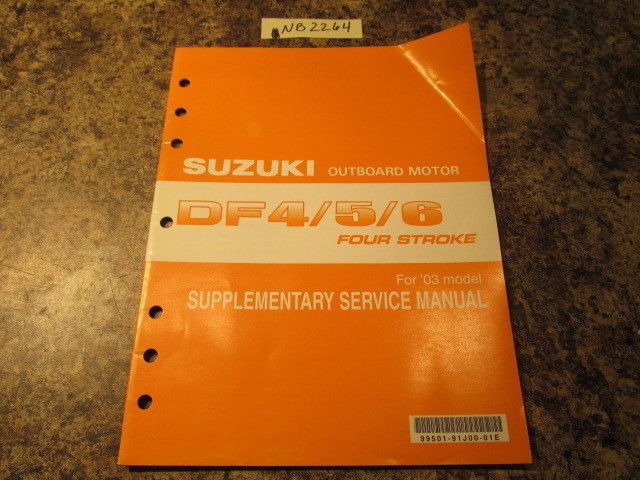 NB2264
SUZUKI OUTBOARD MOTOR
DF4/5/6
FOUR STROKE
For '03 model
SUPPLEMENTARY SERVICE MANUAL
99501-91J00-01E